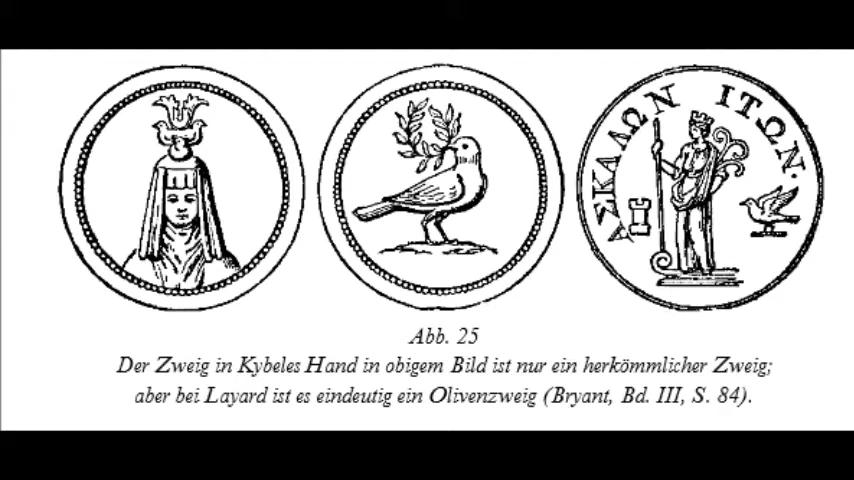 ΑΣΚΑΛΩΝ ΙΤΩΝ.
Abb. 25
Der Zweig in Kybeles Hand in obigem Bild ist nur ein herkömmlicher Zweig;
aber bei Layard ist es eindeutig ein Olivenzweig (Bryant, Bd. III, S. 84).